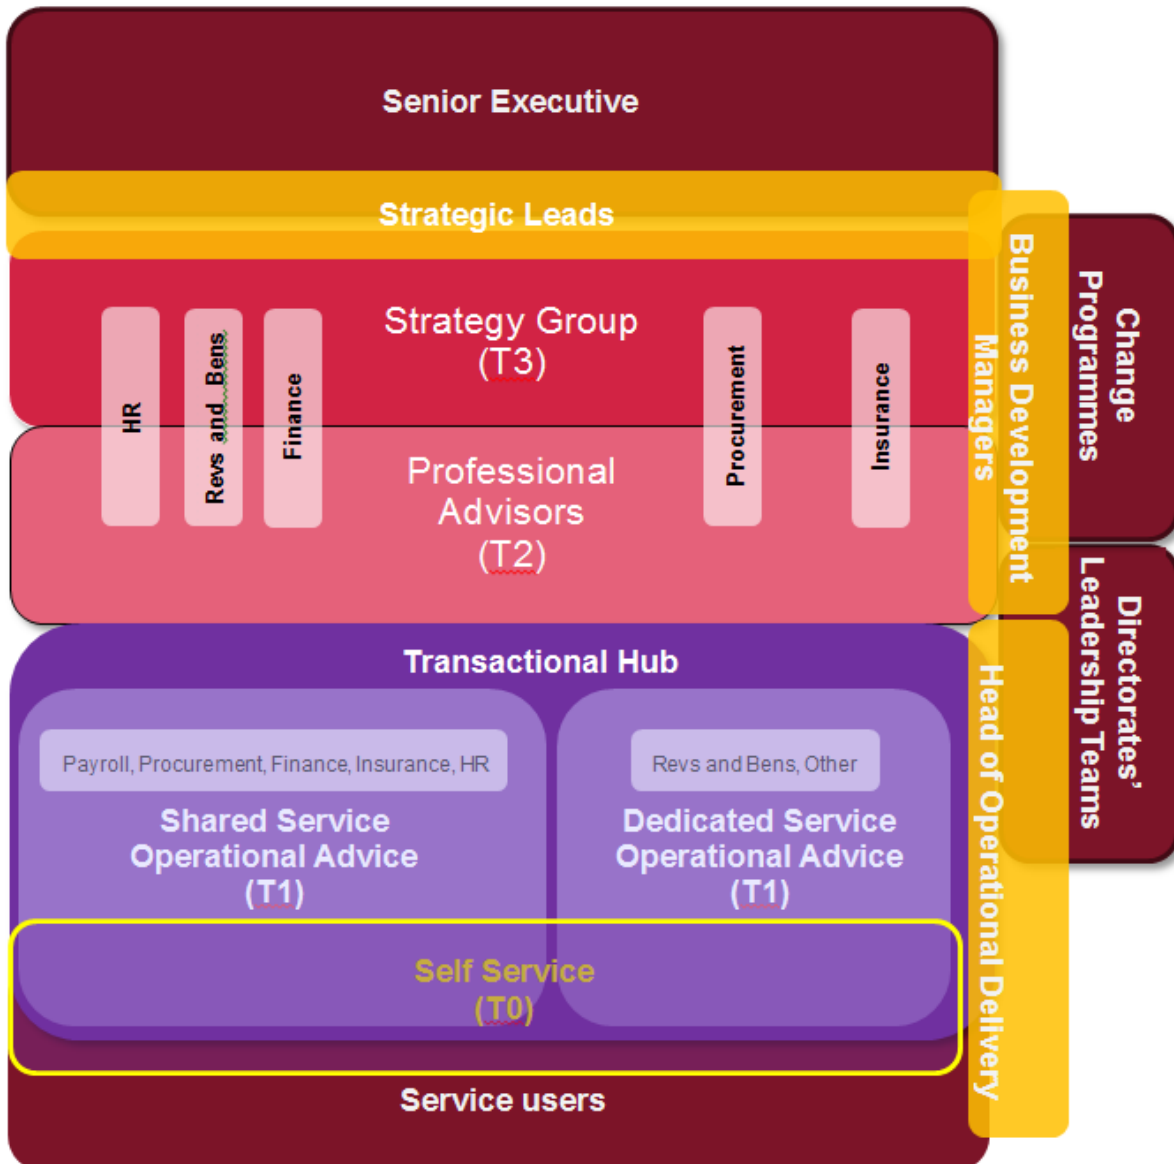 Senior Executive
Strategic Leads
Strategy Group
(T3)
HR
Revs and Bens
Finance
Procurement
Insurance
Professional
Advisors
(T2)
Business Development
Managers
Change
Programmes
Directorates’
Leadership Teams
Head of Operational Delivery
Transactional Hub
Payroll, Procurement, Finance, Insurance, HR
Shared Service
Operational Advice
(T1)
Revs and Bens, Other
Dedicated Service
Operational Advice
(T1)
Self Service
(T0)
Service users